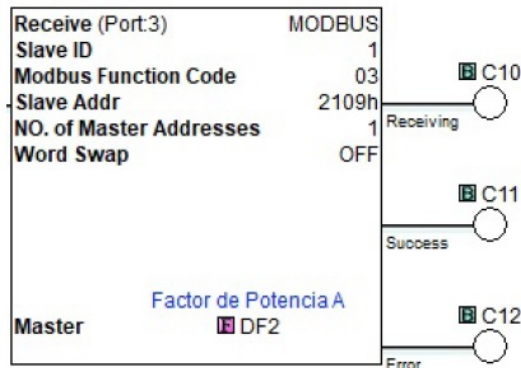 Receive (Port:3) MODBUS
Slave ID 1
Modbus Function Code 03
Slave Addr 2109h
NO. of Master Addresses 1
Word Swap OFF
B C10
Receiving
B C11
Success
Factor de Potencia A
Master F DF2
B C12
Error